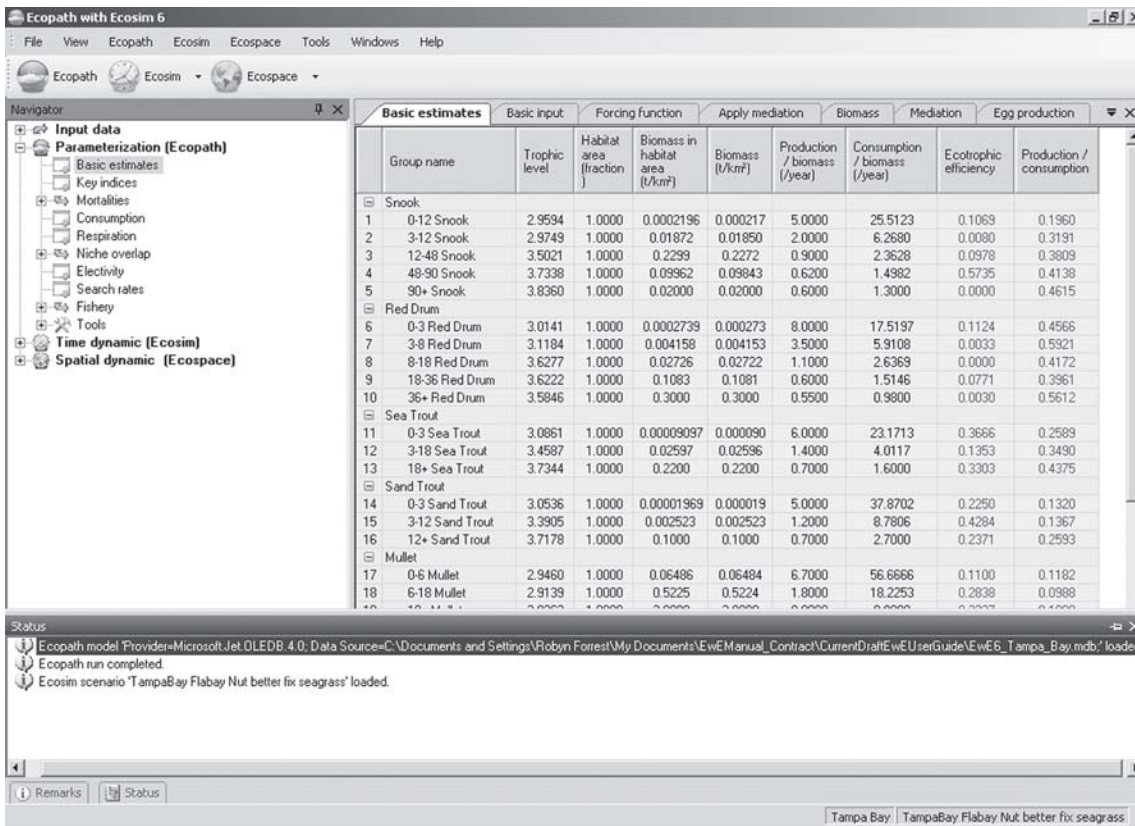 Ecopath with Ecosim 6
File View Ecopath Ecosim Ecospace Tools Windows Help
Ecopath Ecosim Ecospace
Navigator
Input data
Parameterization (Ecopath)
Basic estimates
Key indices
Mortalities
Consumption
Respiration
Niche overlap
Electivity
Search rates
Fishery
Tools
Time dynamic (Ecosim)
Spatial dynamic (Ecospace)
Basic estimates Basic input Forcing function Apply mediation Biomass Mediation Egg production
Group name Trophic level Habitat area (fraction) Biomass in habitat area (t/km²) Biomass (t/km²) Production / biomass (/year) Consumption / biomass (/year) Ecotrophic efficiency Production / consumption
Snook
1 0-12 Snook 2.9594 1.0000 0.0002196 0.000217 5.0000 25.5123 0.1069 0.1960
2 3-12 Snook 2.9749 1.0000 0.01872 0.01850 2.0000 6.2680 0.0080 0.3191
3 12-48 Snook 3.5021 1.0000 0.2299 0.2272 0.9000 2.3628 0.0978 0.3809
4 48-90 Snook 3.7338 1.0000 0.09962 0.09843 0.6200 1.4982 0.5735 0.4138
5 90+ Snook 3.8360 1.0000 0.02000 0.02000 0.6000 1.3000 0.0000 0.4615
Red Drum
6 0-3 Red Drum 3.0141 1.0000 0.0002739 0.000273 8.0000 17.5197 0.1124 0.4566
7 3-8 Red Drum 3.1184 1.0000 0.004158 0.004153 3.5000 5.9108 0.0033 0.5921
8 8-18 Red Drum 3.6277 1.0000 0.02726 0.02722 1.1000 2.6369 0.0000 0.4172
9 18-36 Red Drum 3.6222 1.0000 0.1083 0.1081 0.6000 1.5146 0.0771 0.3961
10 36+ Red Drum 3.5846 1.0000 0.3000 0.3000 0.5500 0.9800 0.0030 0.5612
Sea Trout
11 0-3 Sea Trout 3.0861 1.0000 0.00009097 0.000090 6.0000 23.1713 0.3666 0.2589
12 3-18 Sea Trout 3.4587 1.0000 0.02597 0.02596 1.4000 4.0117 0.1353 0.3490
13 18+ Sea Trout 3.7344 1.0000 0.2200 0.2200 0.7000 1.6000 0.3303 0.4375
Sand Trout
14 0-3 Sand Trout 3.0536 1.0000 0.00001969 0.000019 5.0000 37.8702 0.2250 0.1320
15 3-12 Sand Trout 3.3905 1.0000 0.002523 0.002523 1.2000 8.7806 0.4284 0.1367
16 12+ Sand Trout 3.7178 1.0000 0.1000 0.1000 0.7000 2.7000 0.2371 0.2593
Mullet
17 0-6 Mullet 2.9460 1.0000 0.06486 0.06484 6.7000 56.6666 0.1100 0.1182
18 6-18 Mullet 2.9139 1.0000 0.5225 0.5224 1.8000 18.2253 0.2838 0.0988
Status
Ecopath model 'Provider=Microsoft.Jet.OLEDB.4.0; Data Source=C:\Documents and Settings\Robyn Forrest\My Documents\EwEManual_Contract\CurrentDraftEwEUserGuide\EwE6_Tampa_Bay.mdb;' loade
Ecopath run completed.
Ecosim scenario 'TampaBay Flabay Nut better fix seagrass' loaded.
Remarks Status
Tampa Bay TampaBay Flabay Nut better fix seagrass